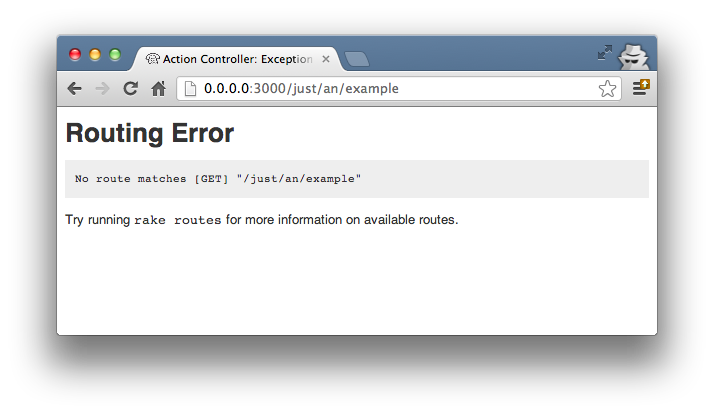 Action Controller: Exception
0.0.0.0:3000/just/an/example
Routing Error
No route matches [GET] "/just/an/example"
Try running rake routes for more information on available routes.